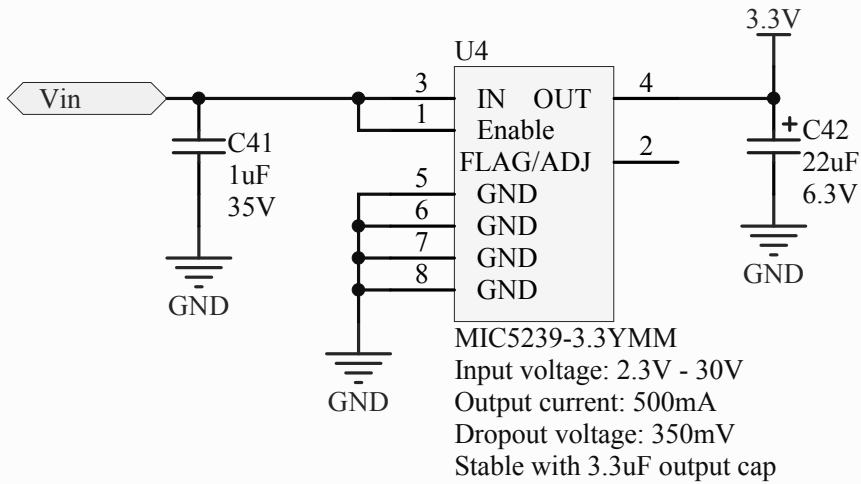 3.3V
U4
Vin
3 IN OUT 4
1 Enable
FLAG/ADJ 2
5 GND
6 GND
7 GND
8 GND
C41
1uF
35V
GND
GND
+ C42
22uF
6.3V
GND
MIC5239-3.3YMM
Input voltage: 2.3V - 30V
Output current: 500mA
Dropout voltage: 350mV
Stable with 3.3uF output cap